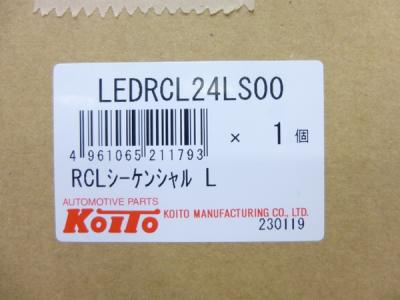 LEDRCL24LS00
× 1 個
4 961065 211793
RCLシーケンシャル L
AUTOMOTIVE PARTS
KOITO KOITO MANUFACTURING CO., LTD.
230119